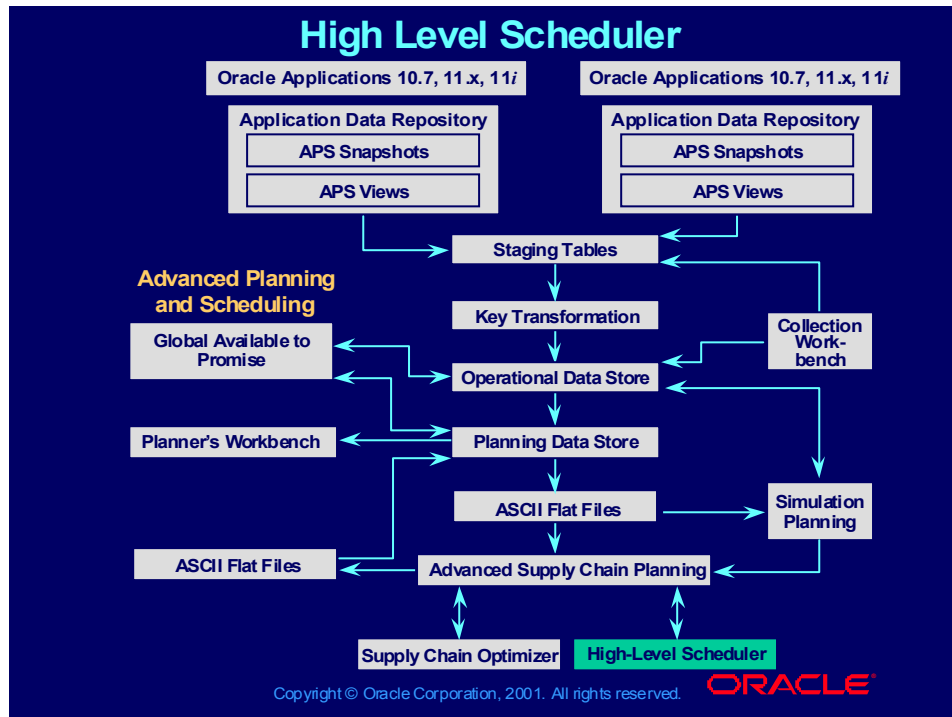 High Level Scheduler
Oracle Applications 10.7, 11.x, 11i
Oracle Applications 10.7, 11.x, 11i
Application Data Repository
APS Snapshots
APS Views
Application Data Repository
APS Snapshots
APS Views
Staging Tables
Advanced Planning
and Scheduling
Key Transformation
Collection
Work-
bench
Global Available to
Promise
Operational Data Store
Planner's Workbench
Planning Data Store
ASCII Flat Files
Simulation
Planning
ASCII Flat Files
Advanced Supply Chain Planning
Supply Chain Optimizer
High-Level Scheduler
Copyright © Oracle Corporation, 2001. All rights reserved.
ORACLE®